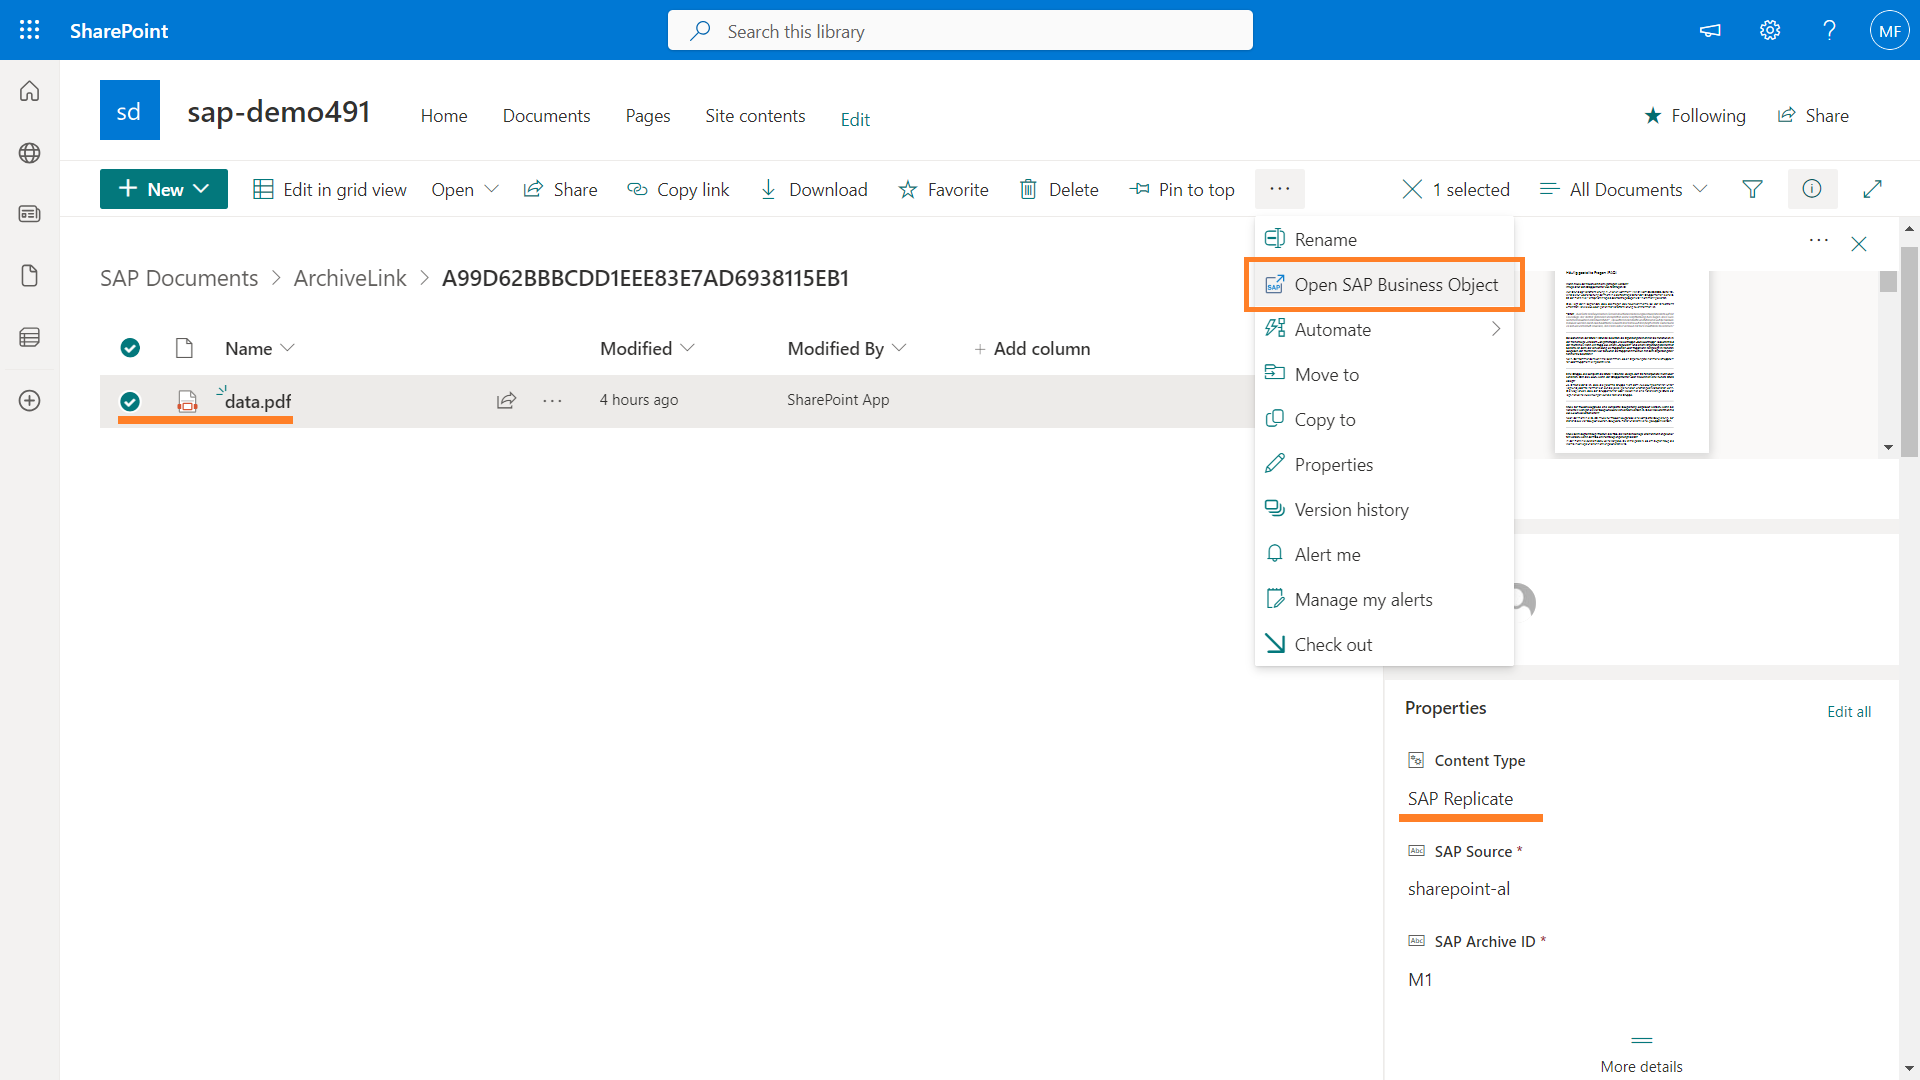 SharePoint
Search this library
MF
sd
sap-demo491
Home
Documents
Pages
Site contents
Edit
Following
Share
New
Edit in grid view
Open
Share
Copy link
Download
Favorite
Delete
Pin to top
1 selected
All Documents
Rename
SAP Documents
ArchiveLink
A99D62BBBCDD1EEE83E7AD6938115EB1
SAP
Open SAP Business Object
Automate
Name
Modified
Modified By
Add column
Move to
data.pdf
4 hours ago
SharePoint App
Copy to
Properties
Version history
Alert me
Manage my alerts
Check out
Properties
Edit all
Content Type
SAP Replicate
Abc
SAP Source *
sharepoint-al
Abc
SAP Archive ID *
M1
More details